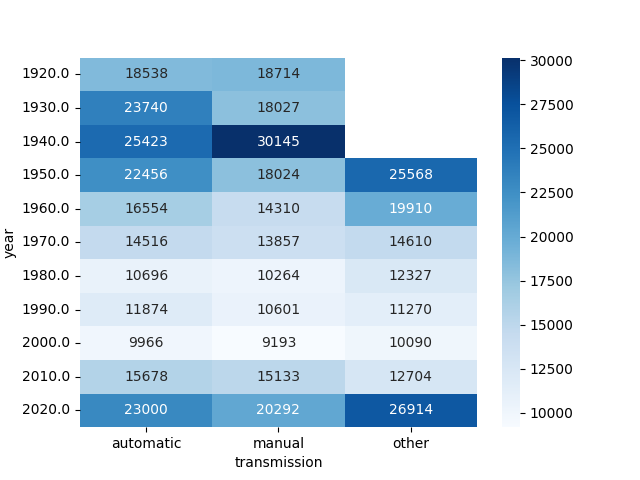 1920.0 18538 18714
1930.0 23740 18027
1940.0 25423 30145
1950.0 22456 18024 25568
1960.0 16554 14310 19910
1970.0 14516 13857 14610
1980.0 10696 10264 12327
1990.0 11874 10601 11270
2000.0 9966 9193 10090
2010.0 15678 15133 12704
2020.0 23000 20292 26914
year
automatic manual other
transmission
30000
27500
25000
22500
20000
17500
15000
12500
10000